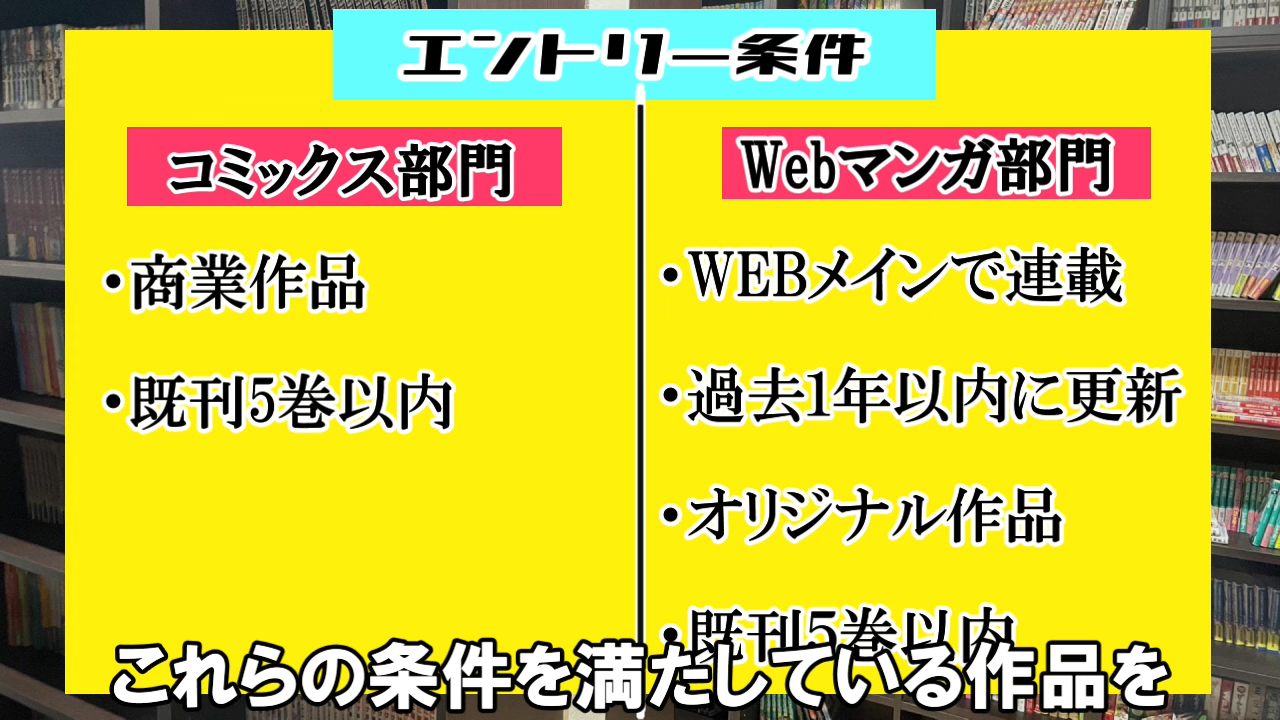 エントリー条件
コミックス部門
・商業作品
・既刊5巻以内
Webマンガ部門
・WEBメインで連載
・過去1年以内に更新
・オリジナル作品
・既刊5巻以内
これらの条件を満たしている作品を